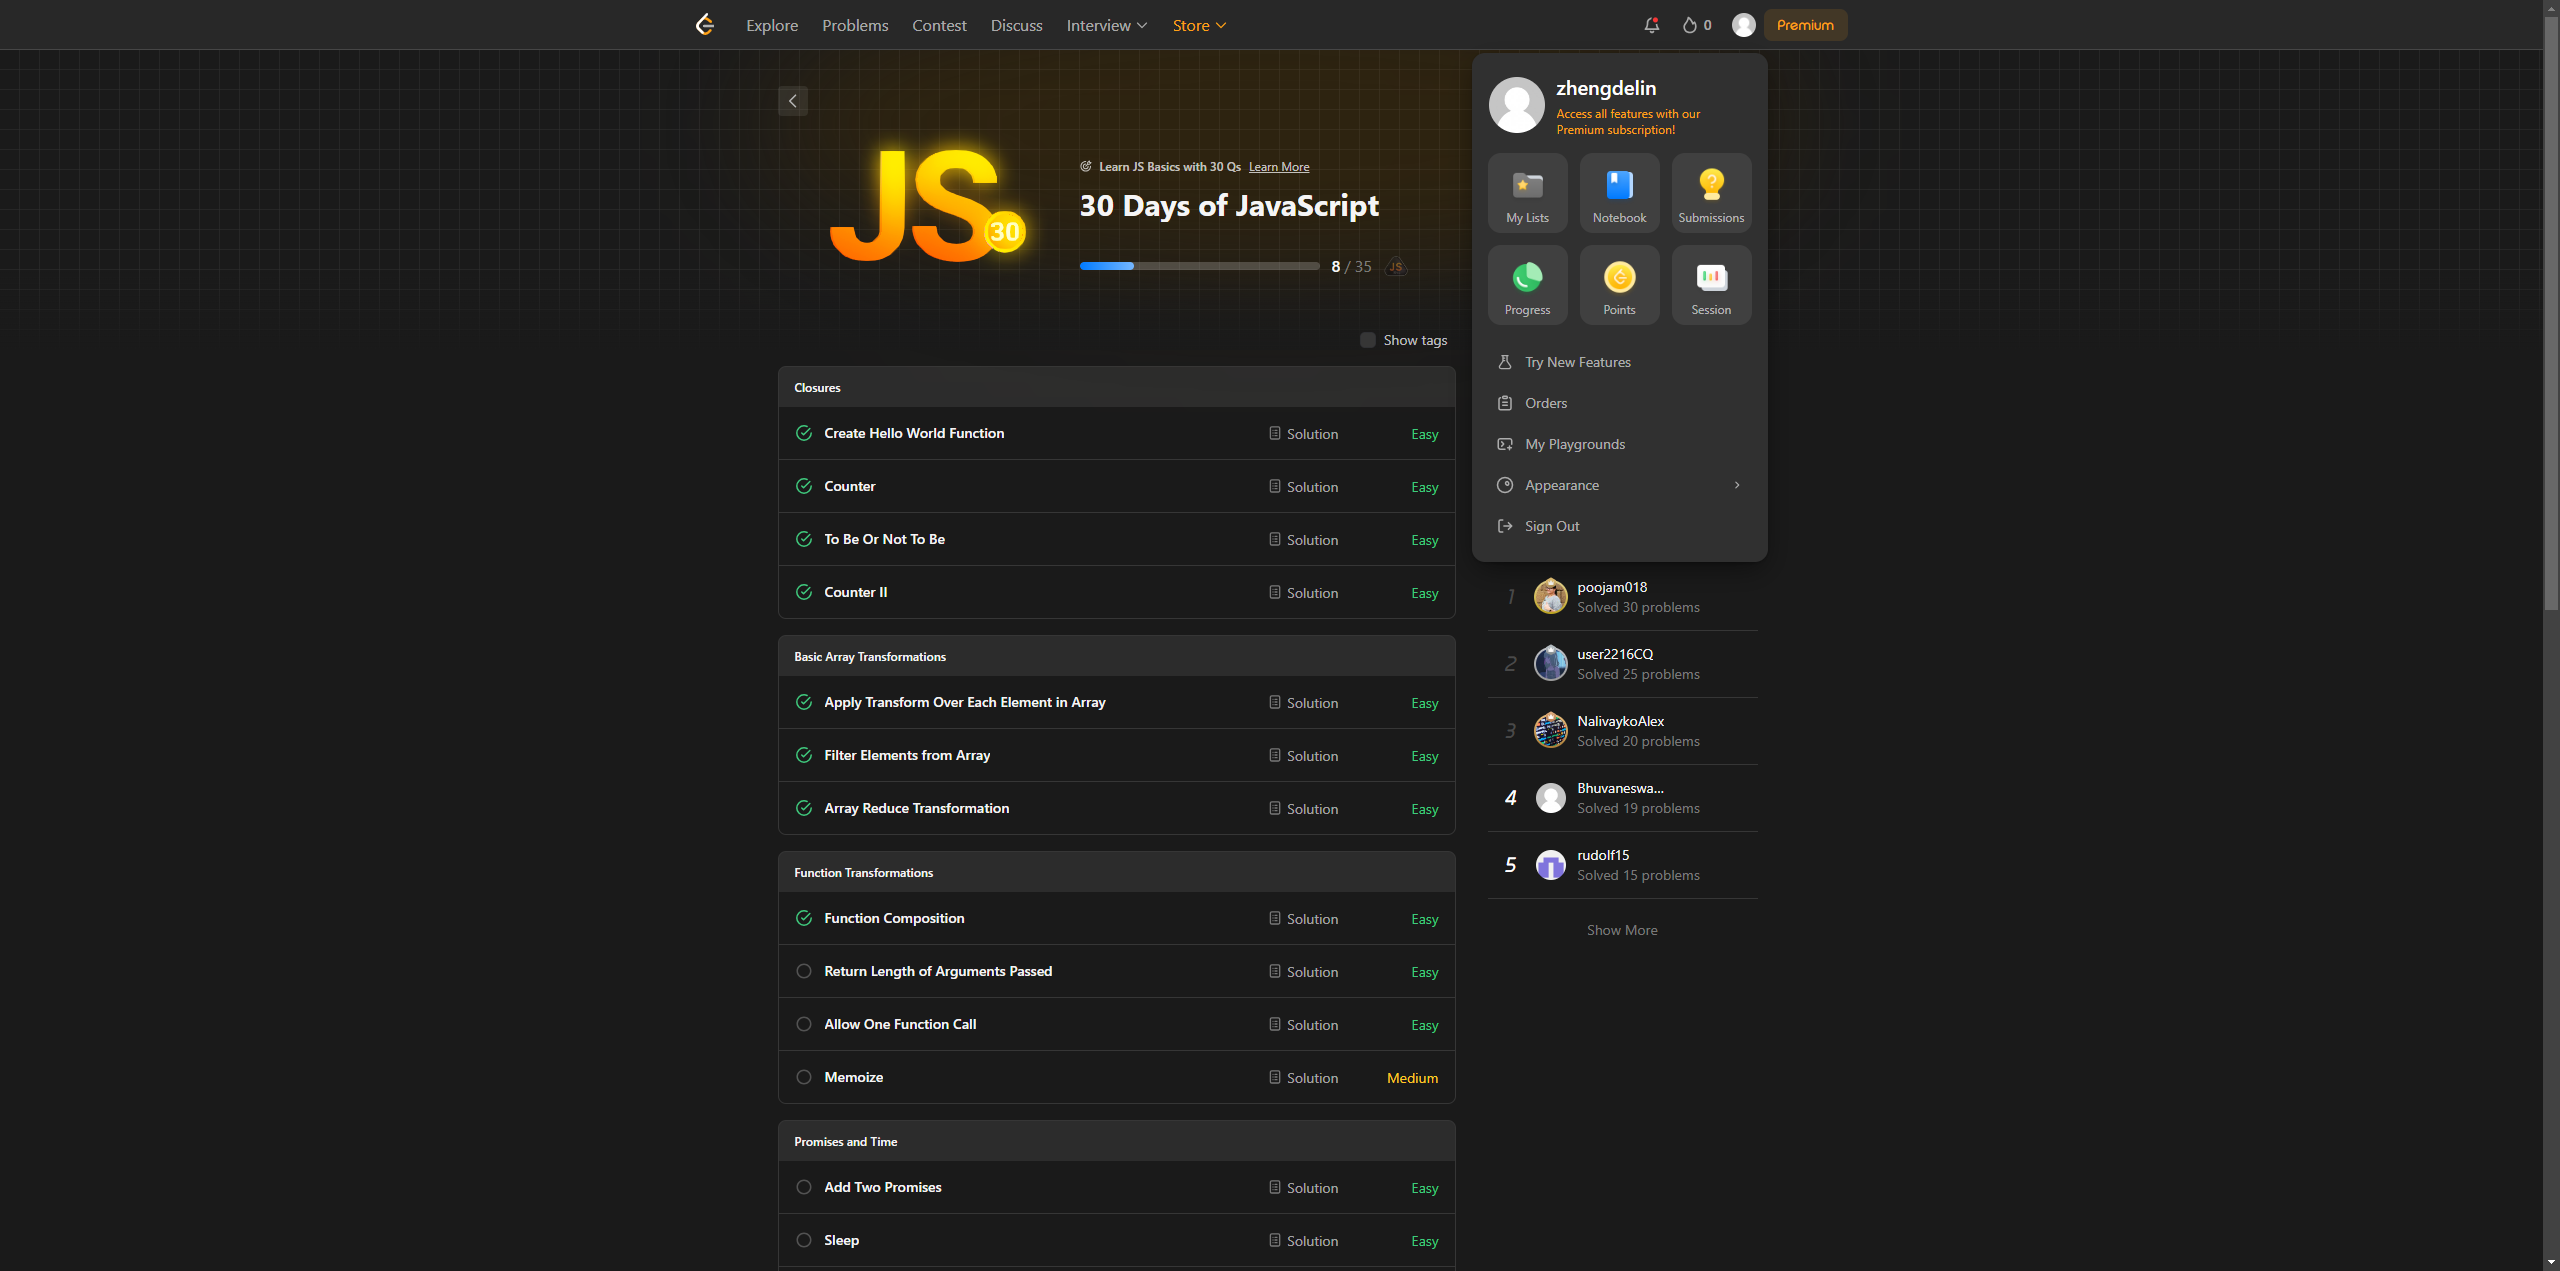 Explore Problems Contest Discuss Interview Store 0 Premium
zhengdelin
Access all features with our
Premium subscription!
My Lists Notebook Submissions
Progress Points Session
Try New Features
Orders
My Playgrounds
Appearance
Sign Out
JS 30
Learn JS Basics with 30 Qs Learn More
30 Days of JavaScript
8 / 35 JS
Show tags
Closures
Create Hello World Function Solution Easy
Counter Solution Easy
To Be Or Not To Be Solution Easy
Counter II Solution Easy
Basic Array Transformations
Apply Transform Over Each Element in Array Solution Easy
Filter Elements from Array Solution Easy
Array Reduce Transformation Solution Easy
Function Transformations
Function Composition Solution Easy
Return Length of Arguments Passed Solution Easy
Allow One Function Call Solution Easy
Memoize Solution Medium
Promises and Time
Add Two Promises Solution Easy
Sleep Solution Easy
1 poojam018
Solved 30 problems
2 user2216CQ
Solved 25 problems
3 NalivaykoAlex
Solved 20 problems
4 Bhuvaneswa...
Solved 19 problems
5 rudolf15
Solved 15 problems
Show More